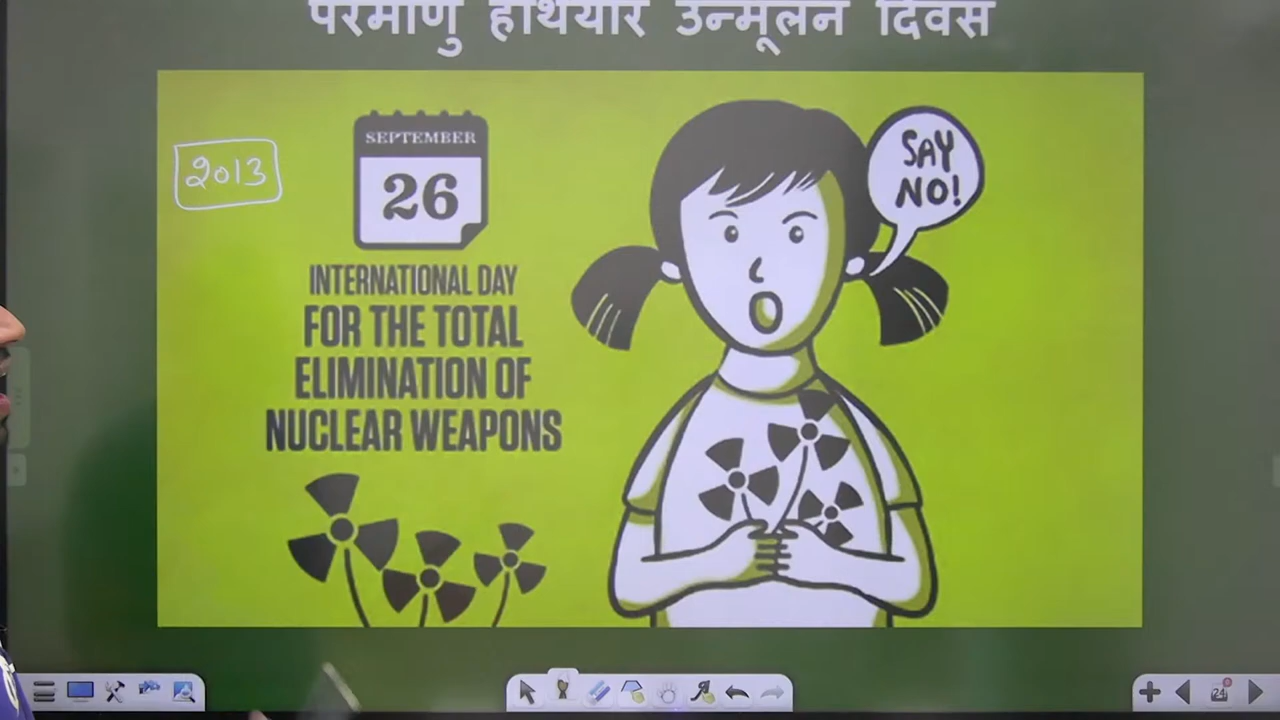 परमाणु हथियार उन्मूलन दिवस
2013
SEPTEMBER
26
INTERNATIONAL DAY
FOR THE TOTAL
ELIMINATION OF
NUCLEAR WEAPONS
SAY
NO!
24